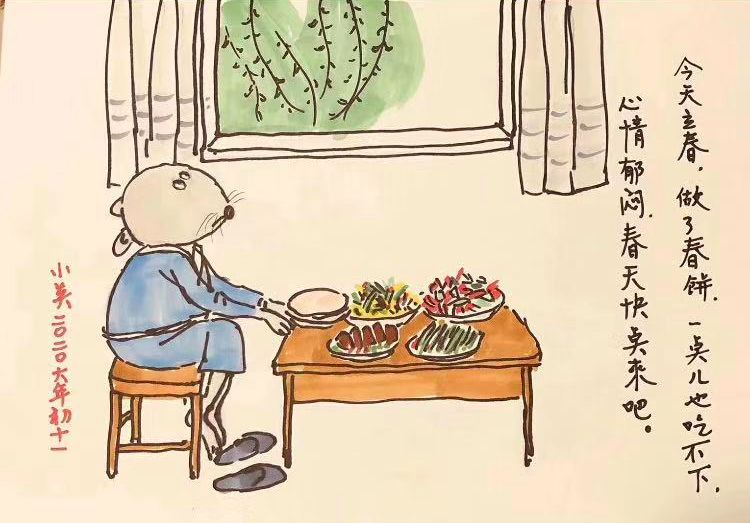 今天立春，做了春饼.一点儿也吃不下.
心情郁闷.春天快点来吧。
小吴二〇二〇大年初十一